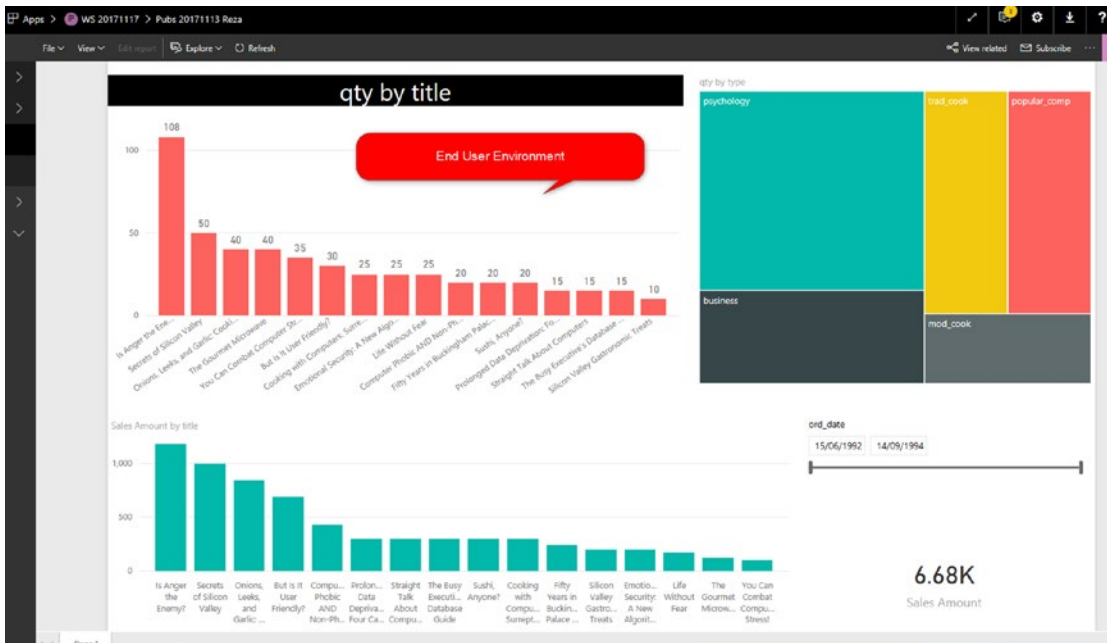 Apps > WS 20171117 > Pubs 20171113 Reza
File View Edit report Explore Refresh View related Subscribe ...
qty by title
108
100
50
50
40
40
35
30
25
25
25
20
20
20
15
15
15
10
0
Is Anger the Ene...
Secrets of Silicon Valley
Onions, Leeks, and Garlic: Cooki...
The Gourmet Microwave
You Can Combat Computer Str...
But Is It User Friendly?
Cooking with Computers: Surre...
Emotional Security: A New Algo...
Life Without Fear
Computer Phobic AND Non-Ph...
Fifty Years in Buckingham Palac...
Sushi, Anyone?
Prolonged Data Deprivation: Fo...
Straight Talk About Computers
The Busy Executive's Database ...
Silicon Valley Gastronomic Treats
End User Environment
qty by type
psychology
trad_cook
popular_comp
business
mod_cook
Sales Amount by title
1,000
500
0
Is Anger the Enemy?
Secrets of Silicon Valley
Onions, Leeks, and Garlic: ...
But Is It User Friendly?
Compu... Phobic AND Non-Ph...
Prolon... Data Depriva... Four Ca...
Straight Talk About Compu...
The Busy Executi... Database Guide
Sushi, Anyone?
Cooking with Compu... Surrept...
Fifty Years in Buckin... Palace ...
Silicon Valley Gastro... Treats
Emotio... Security: A New Algorit...
Life Without Fear
The Gourmet Microw...
You Can Combat Compu... Stress!
ord_date
15/06/1992 14/09/1994
6.68K
Sales Amount